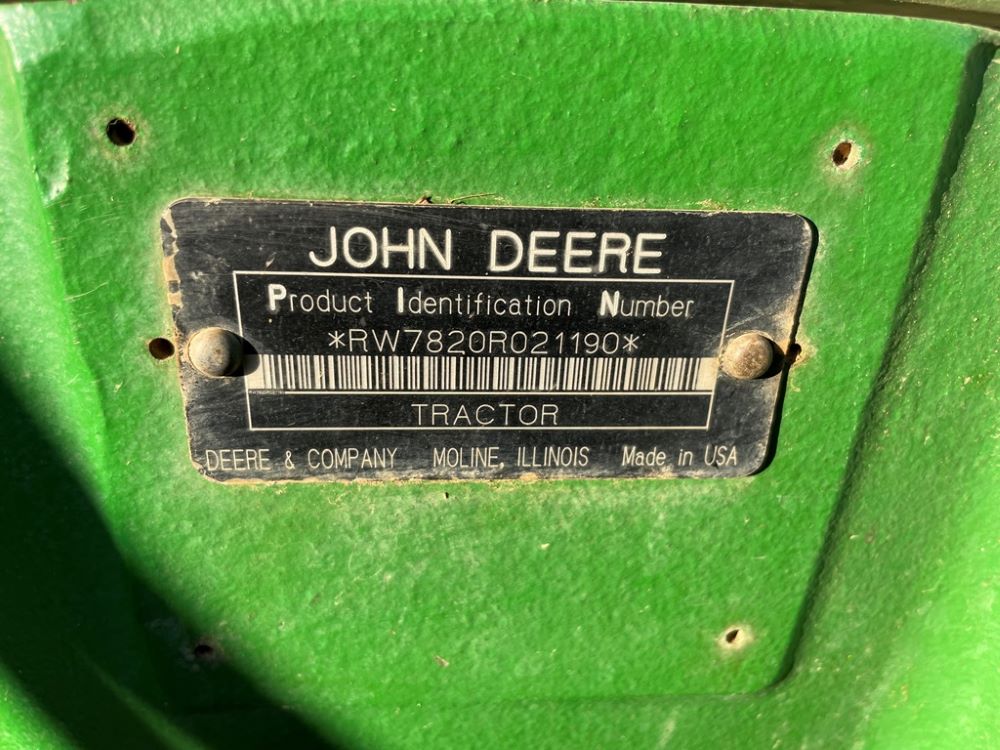 JOHN DEERE
Product Identification Number
*RW7820R021190*
TRACTOR
DEERE & COMPANY MOLINE, ILLINOIS Made in USA